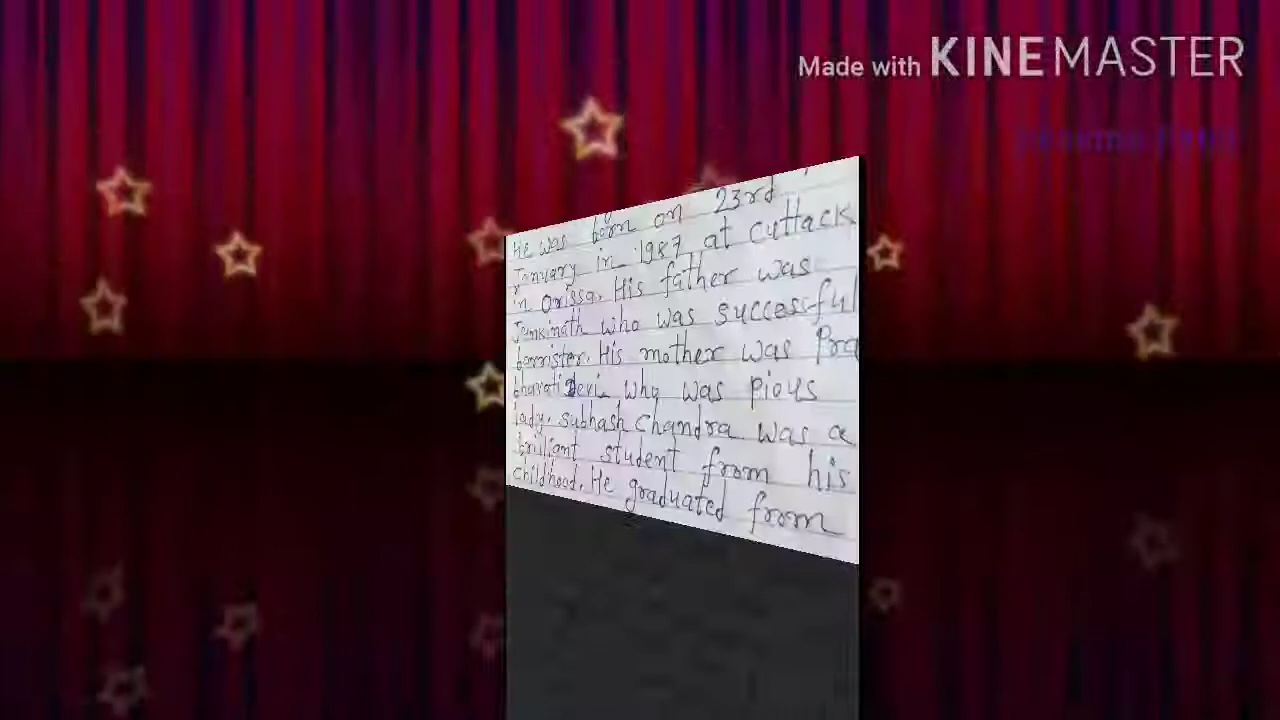 Made with KINEMASTER
He was born on 23rd
January in 1987 at cuttack
in Orissa. His father was
Jamkinath who was successful
barrister. His mother was Pra
bhavati Devi why was pious
lady. subhash chandra was a
brilliant student from his
childhood. He graduated from